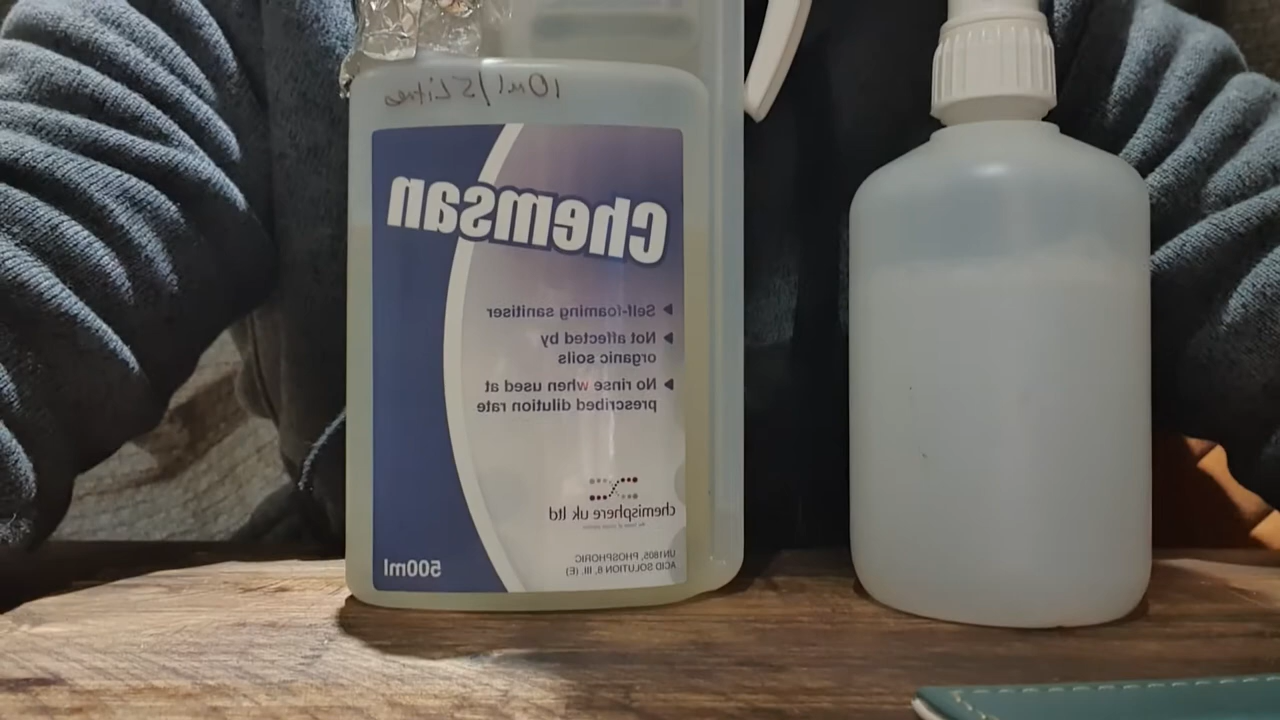 10ml/5Litre
Chemsan
Self-foaming sanitiser
Not affected by
organic soils
No rinse when used at
prescribed dilution rate
chemisphere uk ltd
UN1805, PHOSPHORIC
ACID SOLUTION 8, III, (E)
500ml